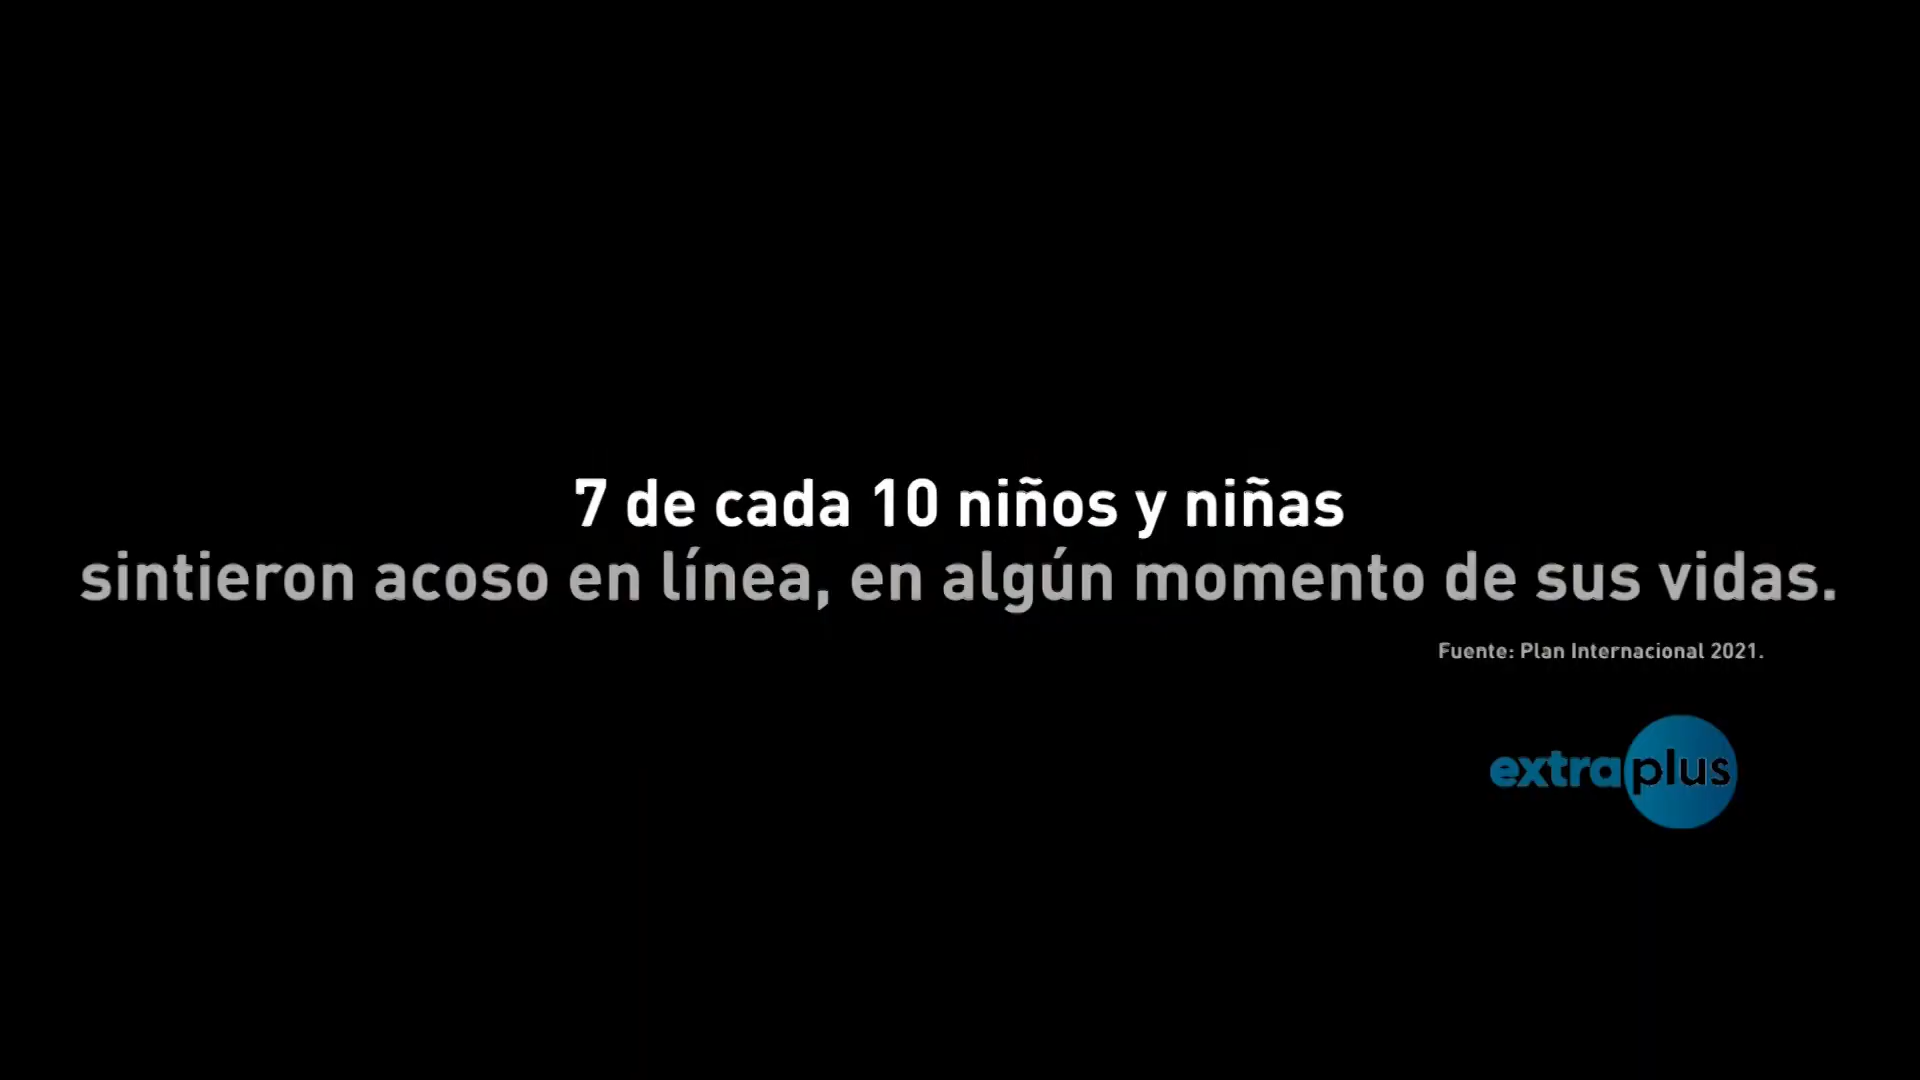 7 de cada 10 niños y niñas
sintieron acoso en línea, en algún momento de sus vidas.
Fuente: Plan Internacional 2021.
extraplus